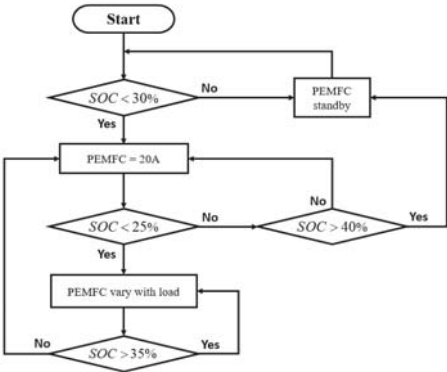 Start
SOC < 30%
No
PEMFC
standby
Yes
PEMFC = 20A
No
SOC < 25%
No
SOC > 40%
Yes
Yes
PEMFC vary with load
No
SOC > 35%
Yes